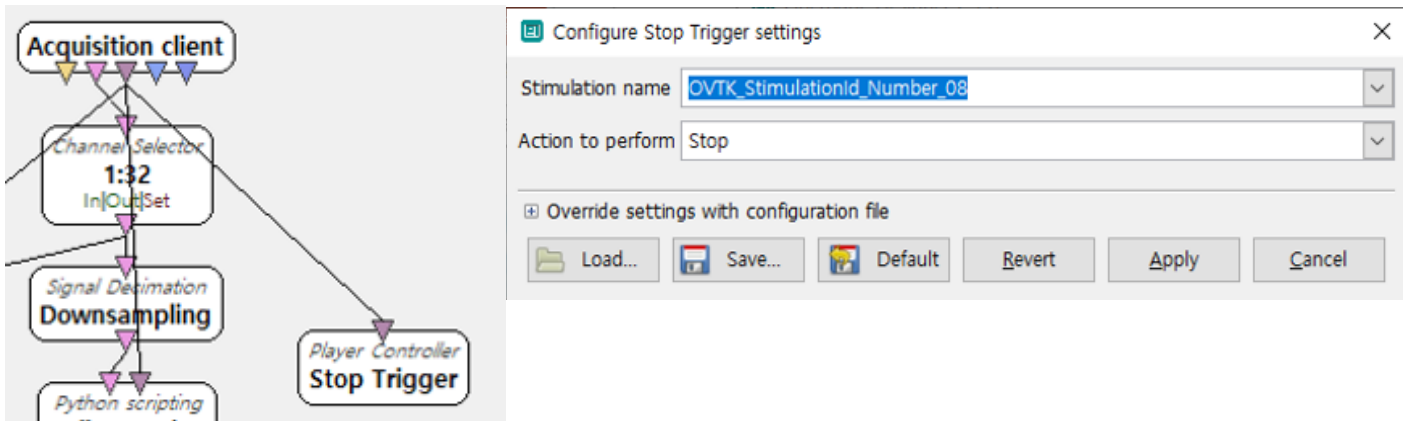 Acquisition client
Channel Selector
1:32
In|Out|Set
Signal Decimation
Downsampling
Python scripting
Player Controller
Stop Trigger
Configure Stop Trigger settings
Stimulation name OVTK_StimulationId_Number_08
Action to perform Stop
Override settings with configuration file
Load... Save... Default Revert Apply Cancel